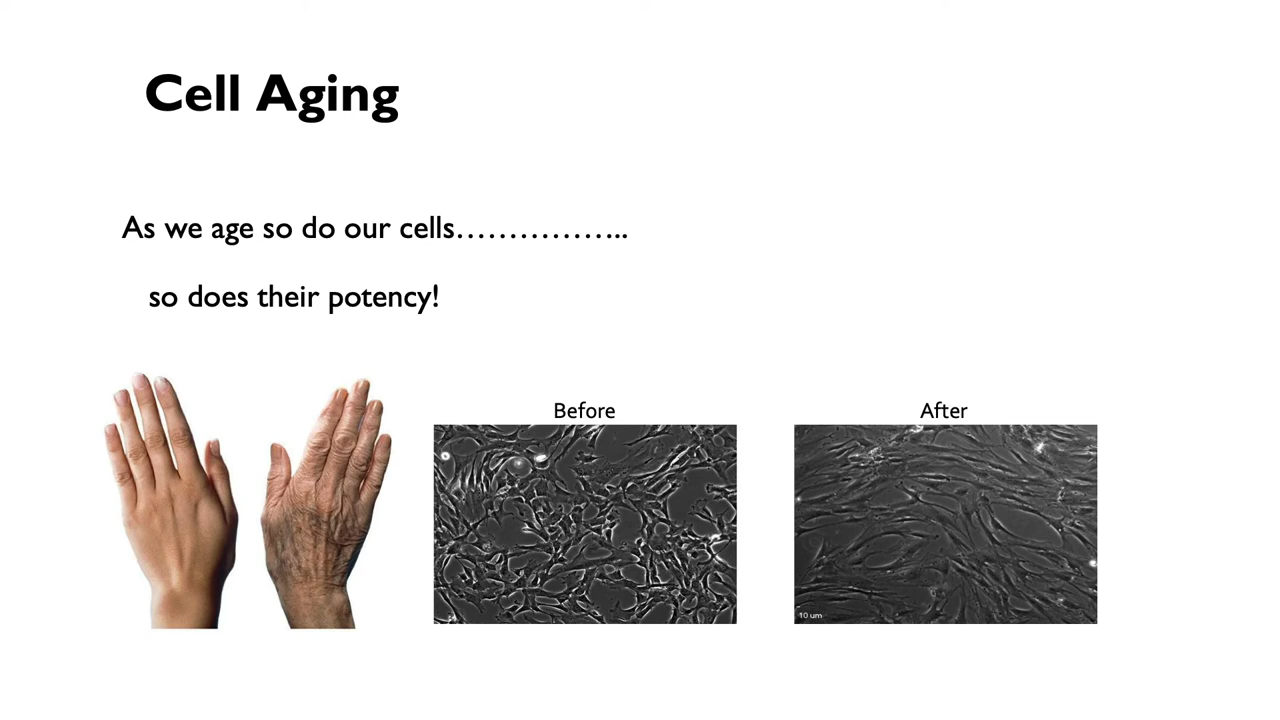 Cell Aging
As we age so do our cells……………..
so does their potency!
Before
After
10 um